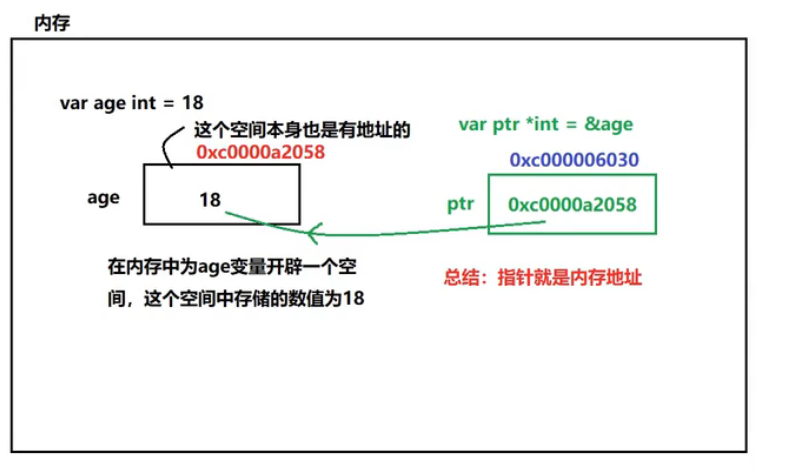 内存
var age int = 18
这个空间本身也是有地址的
0xc0000a2058
age
18
在内存中为age变量开辟一个空
间，这个空间中存储的数值为18
var ptr *int = &age
0xc000006030
ptr
0xc0000a2058
总结：指针就是内存地址